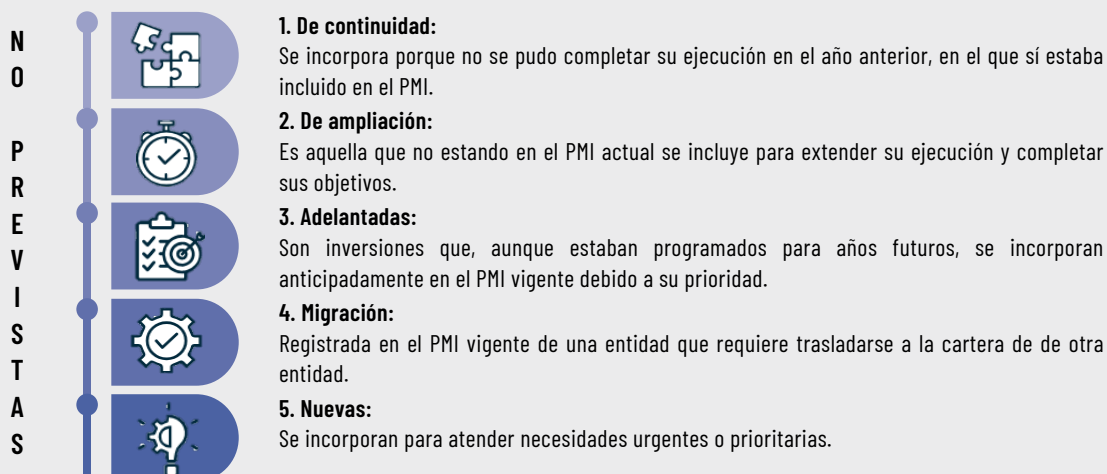 NO PREVISTAS
1. De continuidad:
Se incorpora porque no se pudo completar su ejecución en el año anterior, en el que sí estaba
incluido en el PMI.
2. De ampliación:
Es aquella que no estando en el PMI actual se incluye para extender su ejecución y completar
sus objetivos.
3. Adelantadas:
Son inversiones que, aunque estaban programados para años futuros, se incorporan
anticipadamente en el PMI vigente debido a su prioridad.
4. Migración:
Registrada en el PMI vigente de una entidad que requiere trasladarse a la cartera de de otra
entidad.
5. Nuevas:
Se incorporan para atender necesidades urgentes o prioritarias.